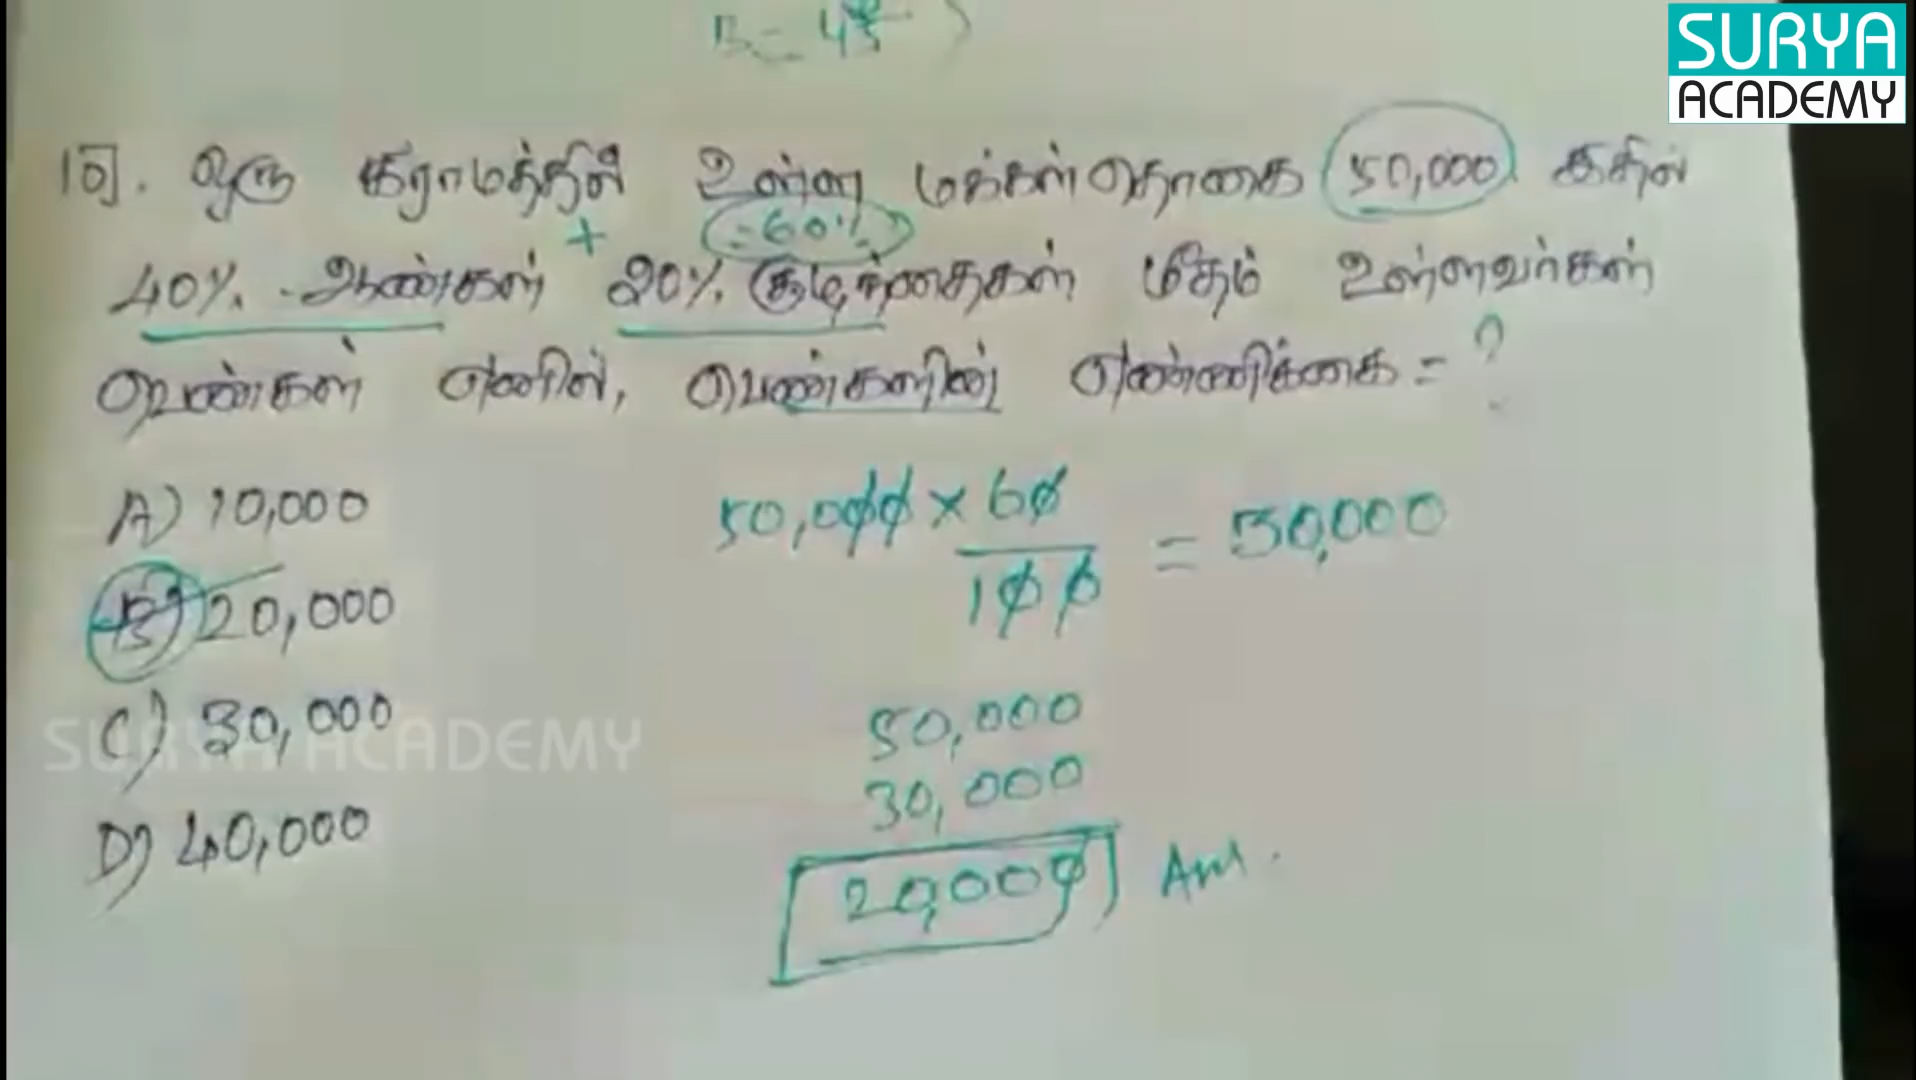 B = 45
SURYA
ACADEMY
10]. ஒரு கிராமத்தில் உள்ள மக்கள்தொகை 50,000 இதில்
+ = 60%
40%. ஆண்கள் 20%. குழந்தைகள் மீதம் உள்ளவர்கள்
பெண்கள் எனில், பெண்களின் எண்ணிக்கை = ?
A) 10,000
50,000 × 60
100
= 30,000
B) 20,000
C) 30,000
D) 40,000
SURYA ACADEMY
50,000
30,000
20,000 Ans.